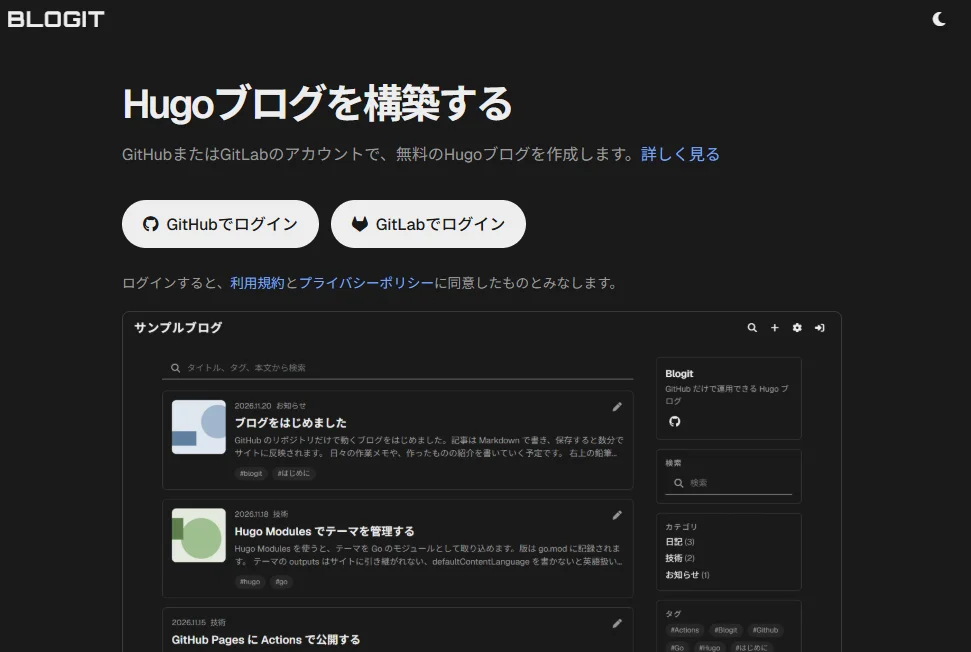 BLOGIT
Hugoブログを構築する
GitHubまたはGitLabのアカウントで、無料のHugoブログを作成します。詳しく見る
GitHubでログイン
GitLabでログイン
ログインすると、利用規約とプライバシーポリシーに同意したものとみなします。
サンプルブログ
タイトル、タグ、本文から検索
2026.11.20 お知らせ
ブログをはじめました
GitHub のリポジトリだけで動くブログをはじめました。記事は Markdown で書き、保存すると数分で
サイトに反映されます。 日々の作業メモや、作ったものの紹介を書いていく予定です。 右上の鉛筆…
#blogit #はじめに
2026.11.18 技術
Hugo Modules でテーマを管理する
Hugo Modules を使うと、テーマを Go のモジュールとして取り込めます。版は go.mod に記録されま
す。 テーマの outputs はサイトに引き継がれない、defaultContentLanguage を書かないと英語扱い…
#hugo #go
2026.11.15 技術
GitHub Pages に Actions で公開する
Blogit
GitHub だけで運用できる Hugo ブ
ログ
検索
検索
カテゴリ
日記 (3)
技術 (2)
お知らせ (1)
タグ
#Actions #Blogit #Github
#Go #Hugo #はじめに